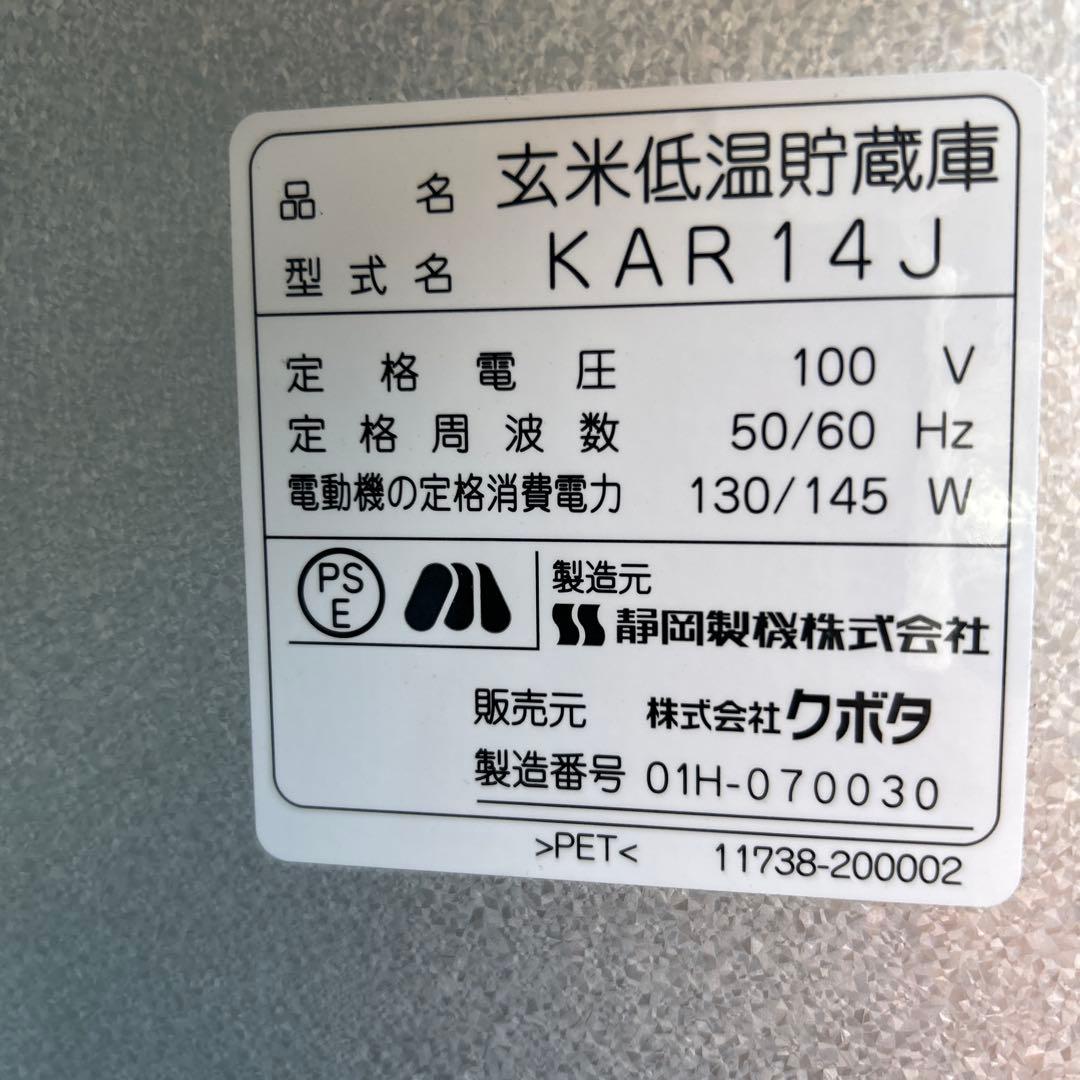 品名 玄米低温貯蔵庫
型式名 KAR14J
定格電圧 100 V
定格周波数 50/60 Hz
電動機の定格消費電力 130/145 W
PS
E
製造元
静岡製機株式会社
販売元 株式会社クボタ
製造番号 01H-070030
>PET< 11738-200002